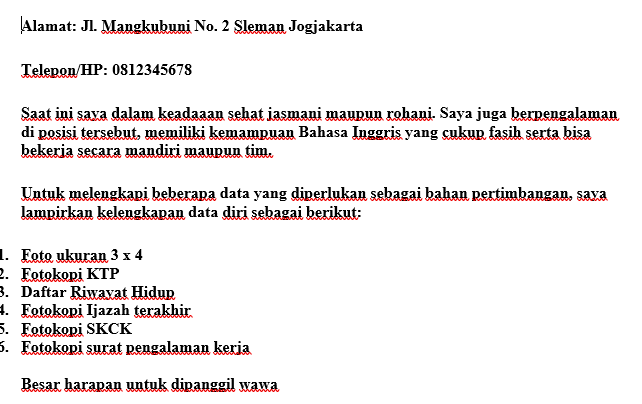 Alamat: Jl. Mangkubuni No. 2 Sleman Jogjakarta
Telepon/HP: 0812345678
Saat ini saya dalam keadaaan sehat jasmani maupun rohani. Saya juga berpengalaman
di posisi tersebut, memiliki kemampuan Bahasa Inggris yang cukup fasih serta bisa
bekerja secara mandiri maupun tim.
Untuk melengkapi beberapa data yang diperlukan sebagai bahan pertimbangan, saya
lampirkan kelengkapan data diri sebagai berikut:
1. Foto ukuran 3 x 4
2. Fotokopi KTP
3. Daftar Riwayat Hidup
4. Fotokopi Ijazah terakhir
5. Fotokopi SKCK
6. Fotokopi surat pengalaman kerja
Besar harapan untuk dipanggil wawa